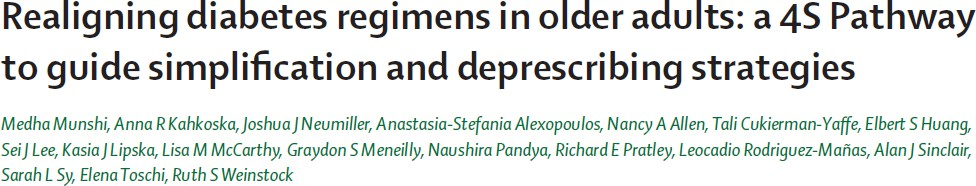 Realigning diabetes regimens in older adults: a 4S Pathway
to guide simplification and deprescribing strategies
Medha Munshi, Anna R Kahkoska, Joshua J Neumiller, Anastasia-Stefania Alexopoulos, Nancy A Allen, Tali Cukierman-Yaffe, Elbert S Huang,
Sei J Lee, Kasia J Lipska, Lisa M McCarthy, Graydon S Meneilly, Naushira Pandya, Richard E Pratley, Leocadio Rodriguez-Mañas, Alan J Sinclair,
Sarah L Sy, Elena Toschi, Ruth S Weinstock